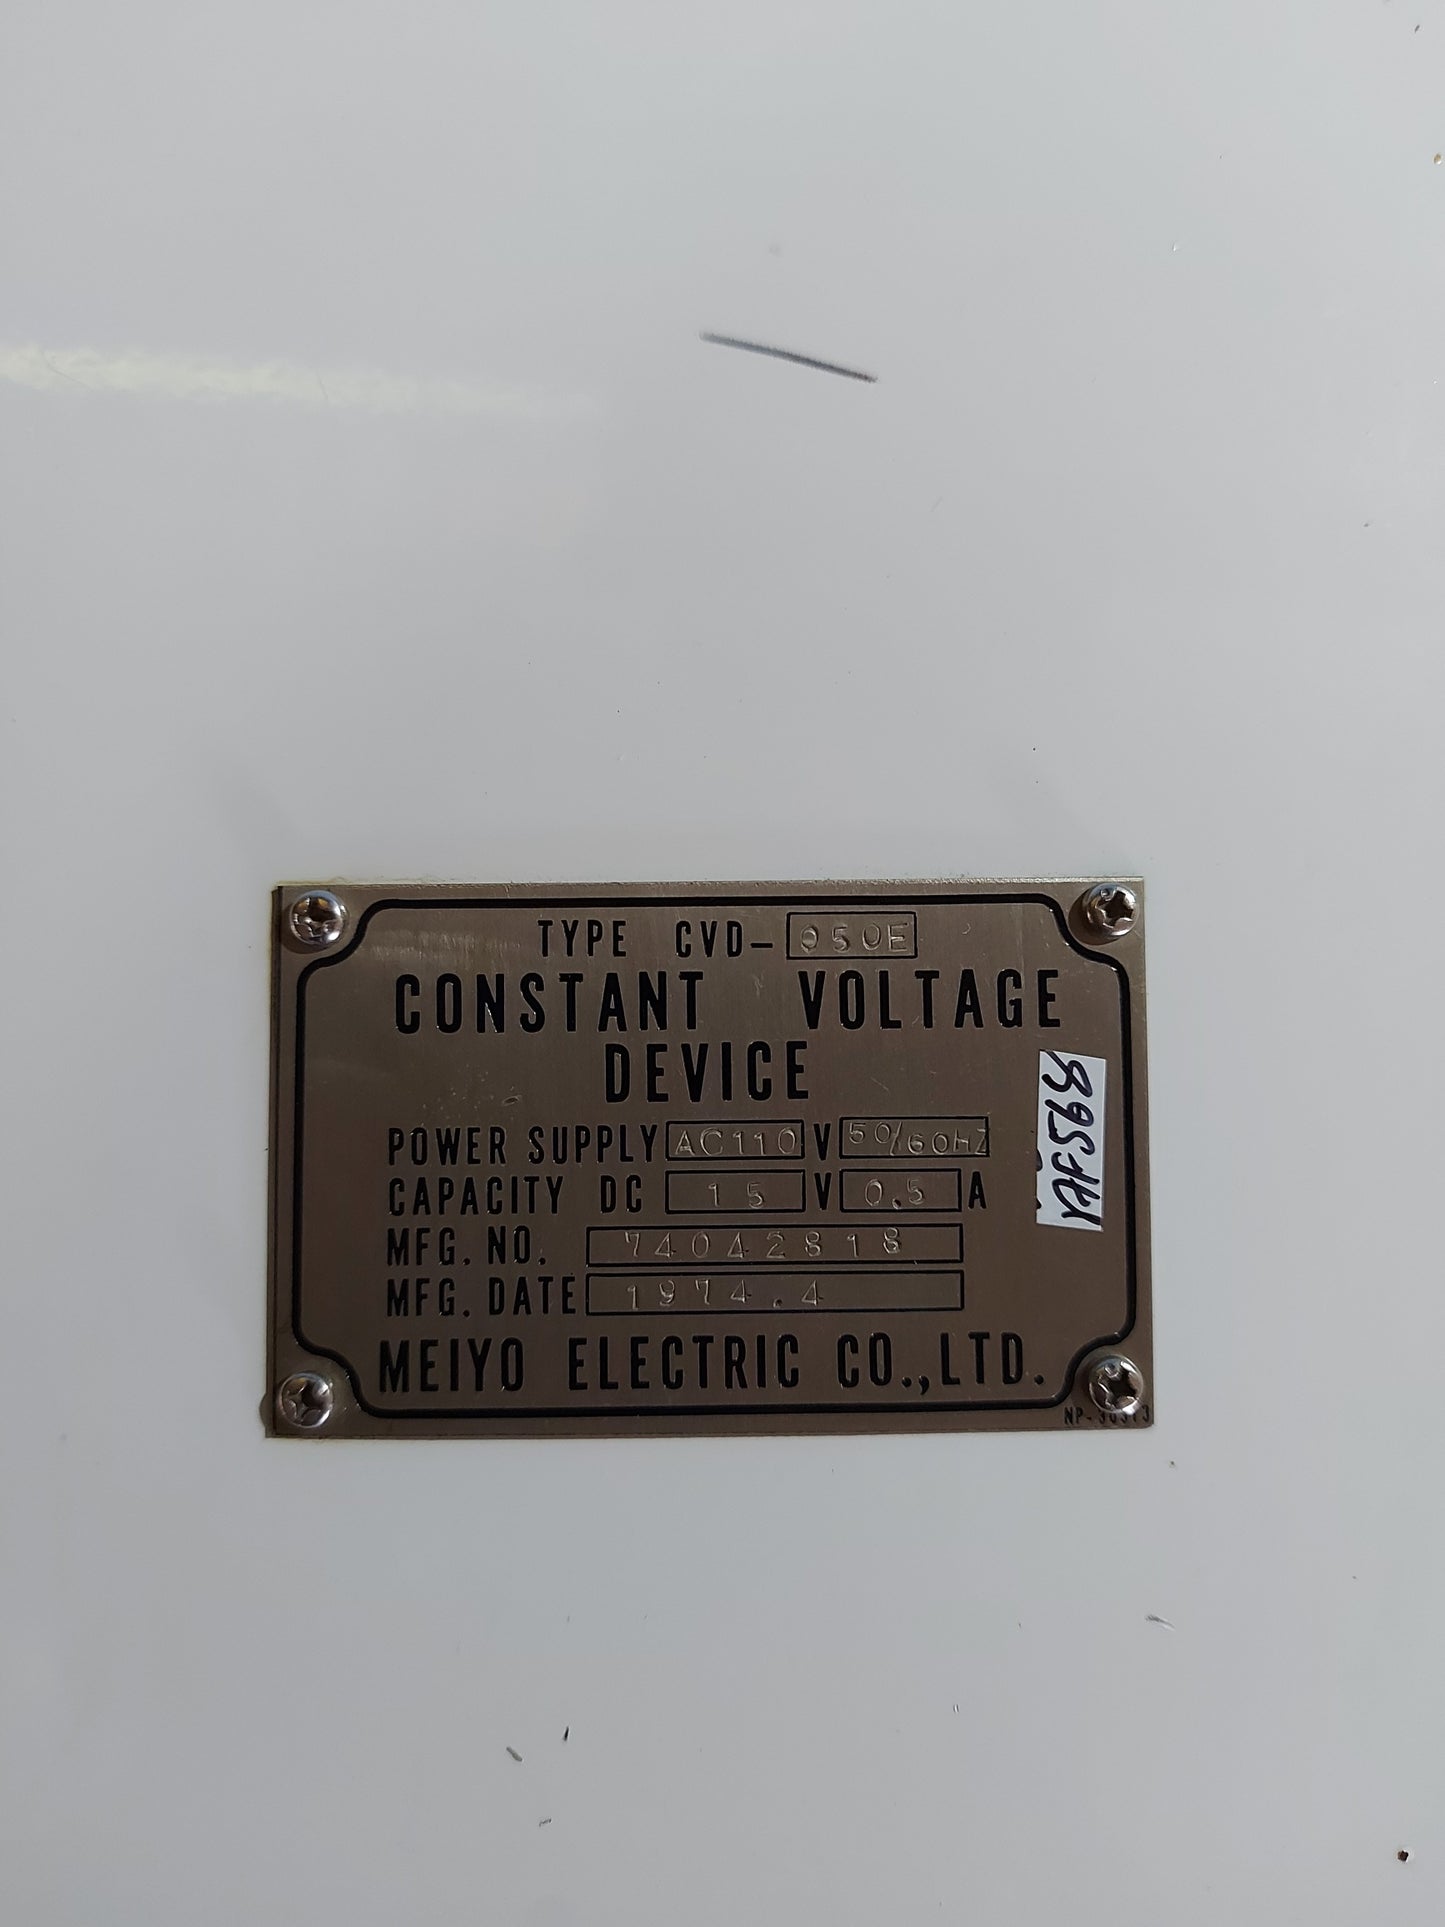 TYPE CVD-050E
CONSTANT VOLTAGE
DEVICE
POWER SUPPLY AC110 V 50/60HZ
CAPACITY DC 15 V 0.5 A
MFG. NO. 74042818
MFG. DATE 1974.4
MEIYO ELECTRIC CO.,LTD.
AF5968